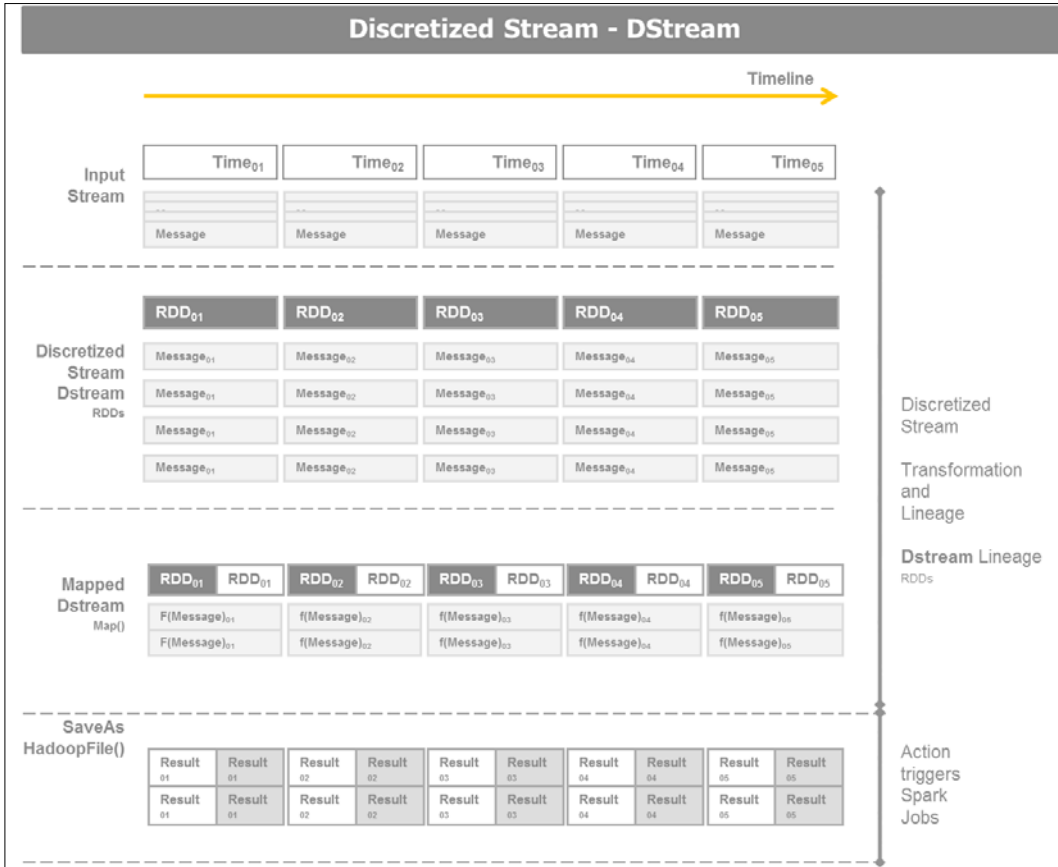 Discretized Stream - DStream
Timeline
Input
Stream
Time01 Time02 Time03 Time04 Time05
Message Message Message Message Message
RDD01 RDD02 RDD03 RDD04 RDD05
Discretized
Stream
Dstream
RDDs
Message01 Message02 Message03 Message04 Message05
Message01 Message02 Message03 Message04 Message05
Message01 Message02 Message03 Message04 Message05
Message01 Message02 Message03 Message04 Message05
Discretized
Stream
Transformation
and
Lineage
Dstream Lineage
RDDs
Mapped
Dstream
Map()
RDD01 RDD01 RDD02 RDD02 RDD03 RDD03 RDD04 RDD04 RDD05 RDD05
F(Message)01 f(Message)02 f(Message)03 f(Message)04 f(Message)05
F(Message)01 f(Message)02 f(Message)03 f(Message)04 f(Message)05
SaveAs
HadoopFile()
Result Result Result Result Result Result Result Result Result Result
01 01 02 02 03 03 04 04 05 05
Result Result Result Result Result Result Result Result Result Result
01 01 02 02 03 03 04 04 05 05
Action
triggers
Spark
Jobs